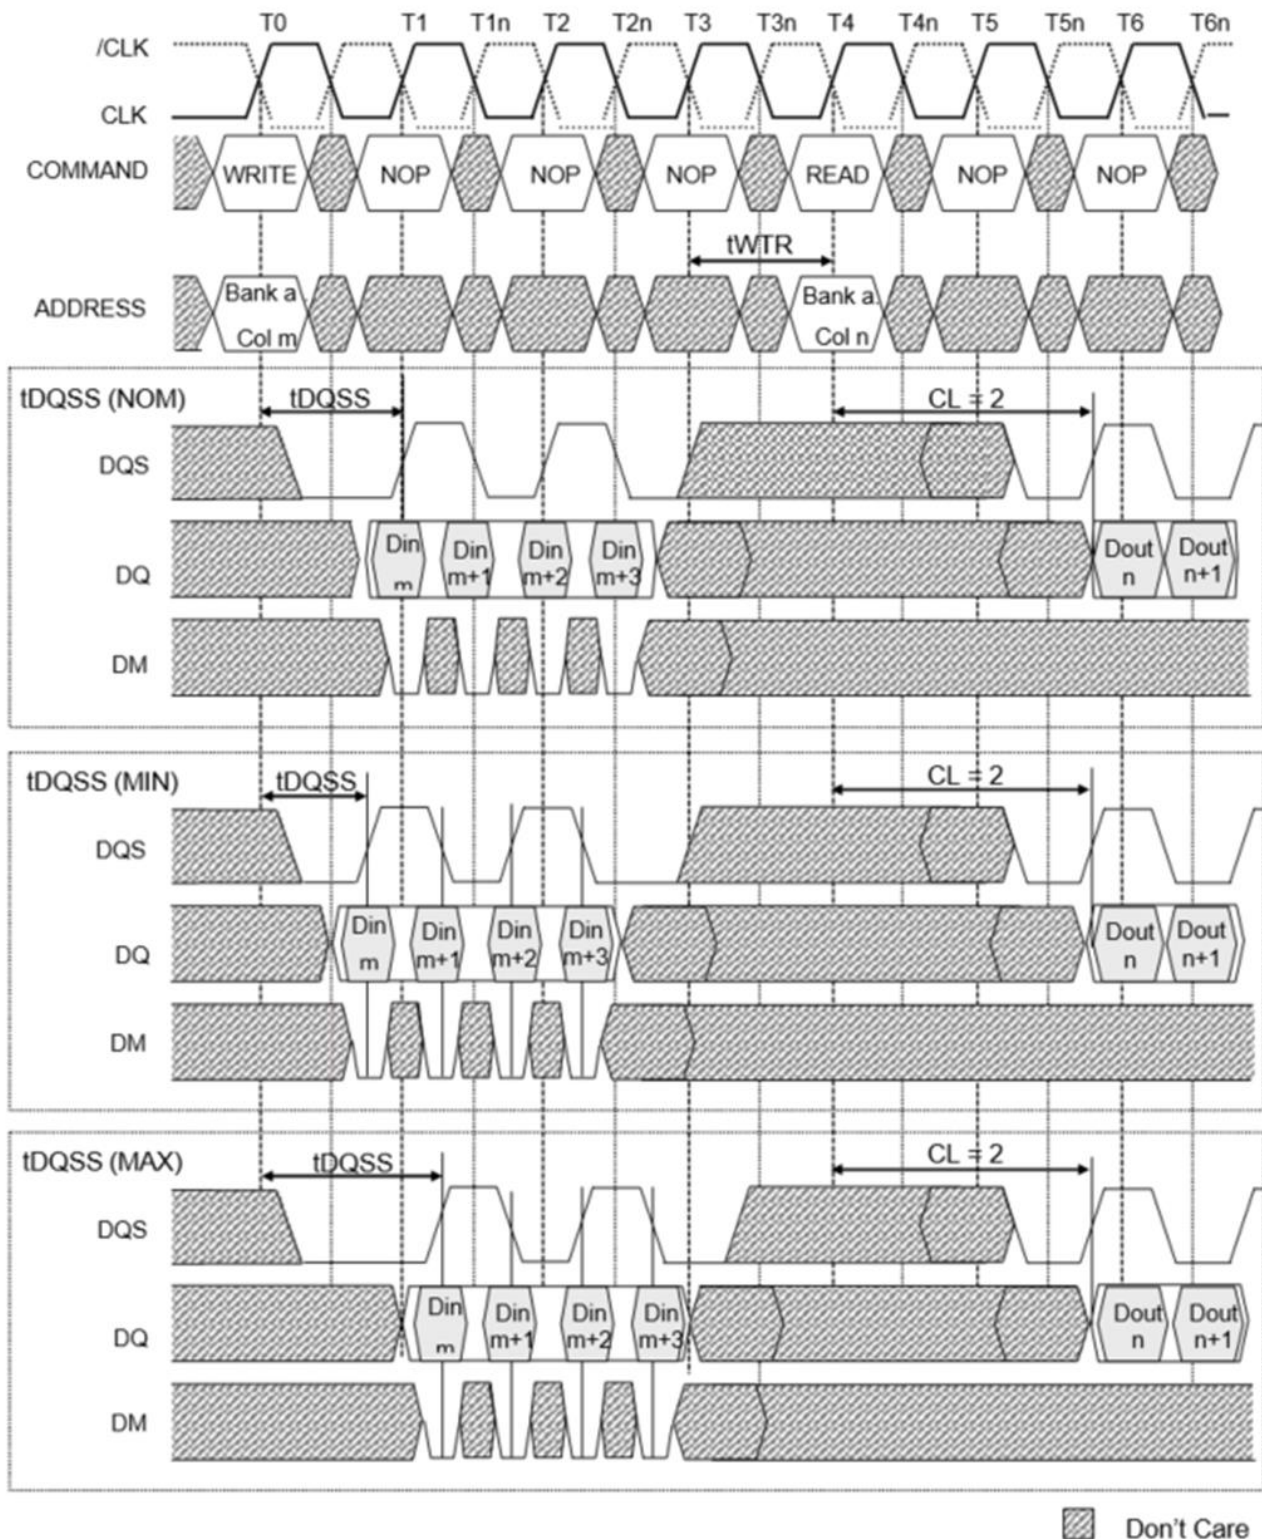 T0 T1 T1n T2 T2n T3 T3n T4 T4n T5 T5n T6 T6n
/CLK
CLK
COMMAND WRITE NOP NOP NOP READ NOP NOP
tWTR
ADDRESS Bank a Bank a.
Col m Col n
tDQSS (NOM) tDQSS CL = 2
DQS
DQ Din Din Din Din Dout Dout
m m+1 m+2 m+3 n n+1
DM
tDQSS (MIN) tDQSS CL = 2
DQS
DQ Din Din Din Din Dout Dout
m m+1 m+2 m+3 n n+1
DM
tDQSS (MAX) tDQSS CL = 2
DQS
DQ Din Din Din Din Dout Dout
m m+1 m+2 m+3 n n+1
DM
Don't Care